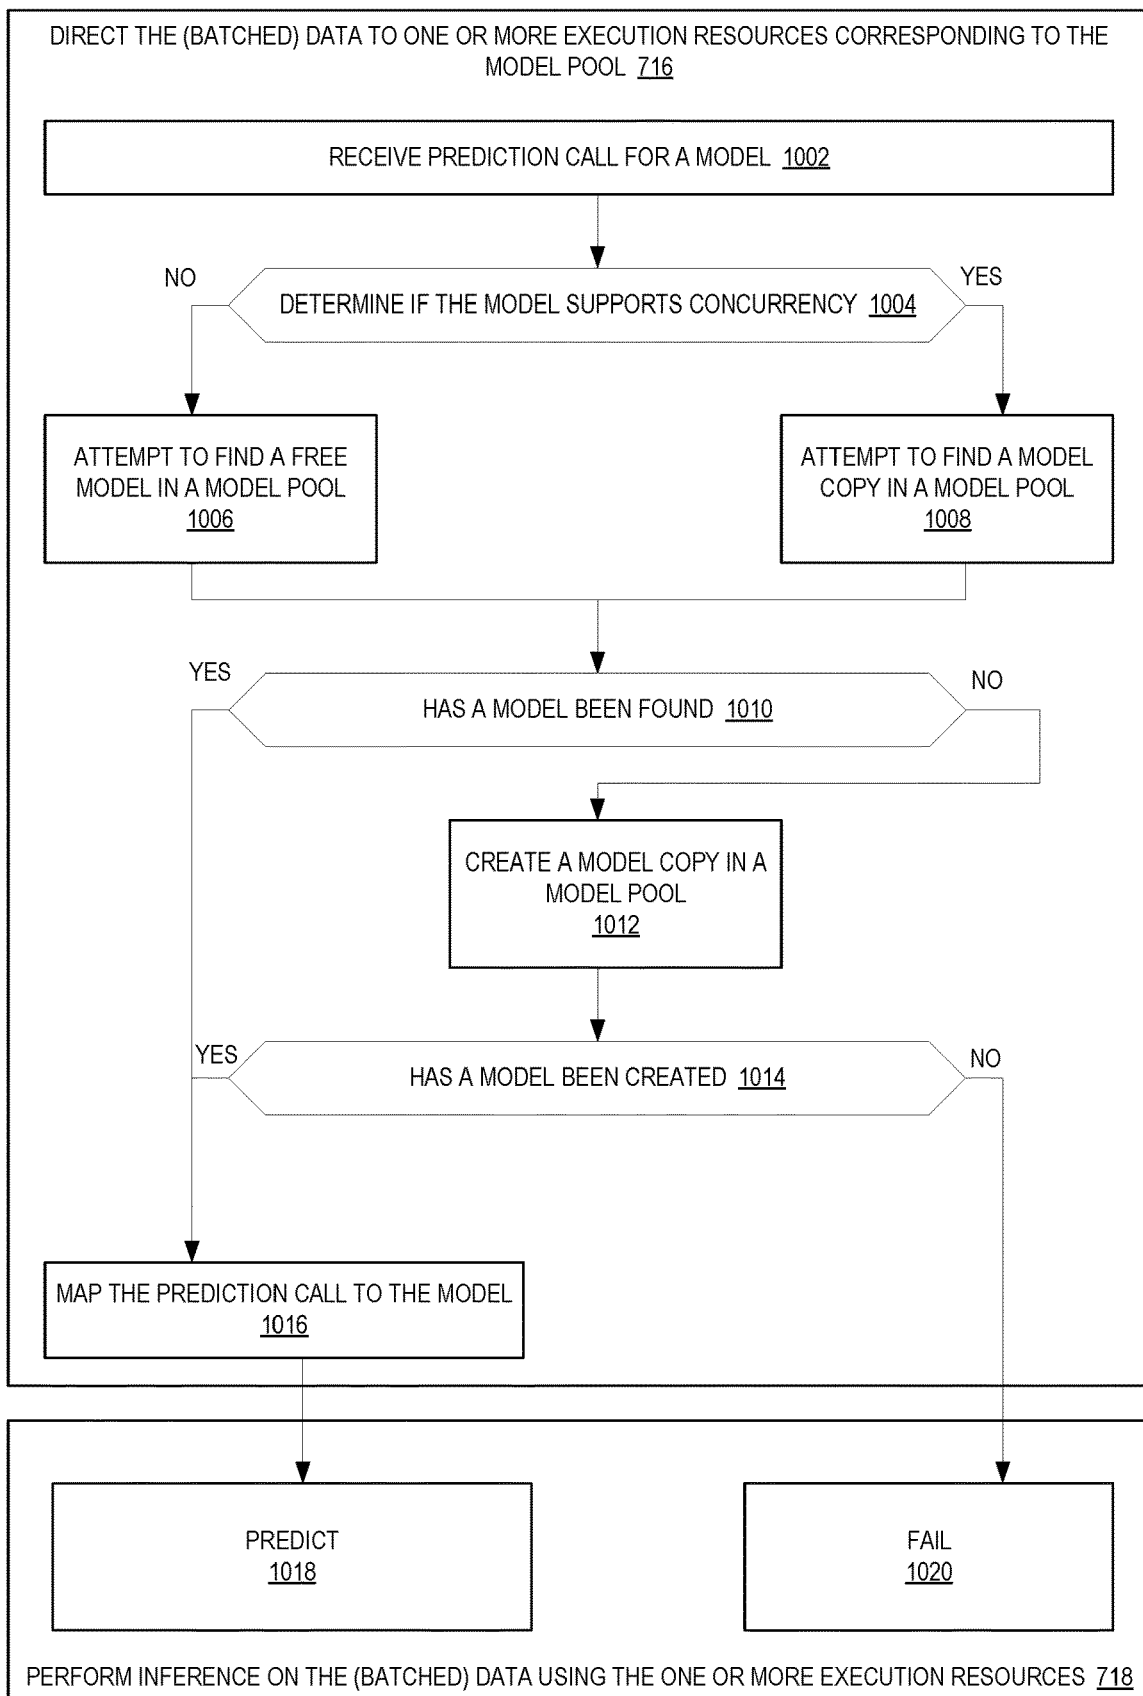 DIRECT THE (BATCHED) DATA TO ONE OR MORE EXECUTION RESOURCES CORRESPONDING TO THE
MODEL POOL 716
RECEIVE PREDICTION CALL FOR A MODEL 1002
NO
YES
DETERMINE IF THE MODEL SUPPORTS CONCURRENCY 1004
ATTEMPT TO FIND A FREE
MODEL IN A MODEL POOL
1006
ATTEMPT TO FIND A MODEL
COPY IN A MODEL POOL
1008
YES
NO
HAS A MODEL BEEN FOUND 1010
CREATE A MODEL COPY IN A
MODEL POOL
1012
YES
NO
HAS A MODEL BEEN CREATED 1014
MAP THE PREDICTION CALL TO THE MODEL
1016
PREDICT
1018
FAIL
1020
PERFORM INFERENCE ON THE (BATCHED) DATA USING THE ONE OR MORE EXECUTION RESOURCES 718